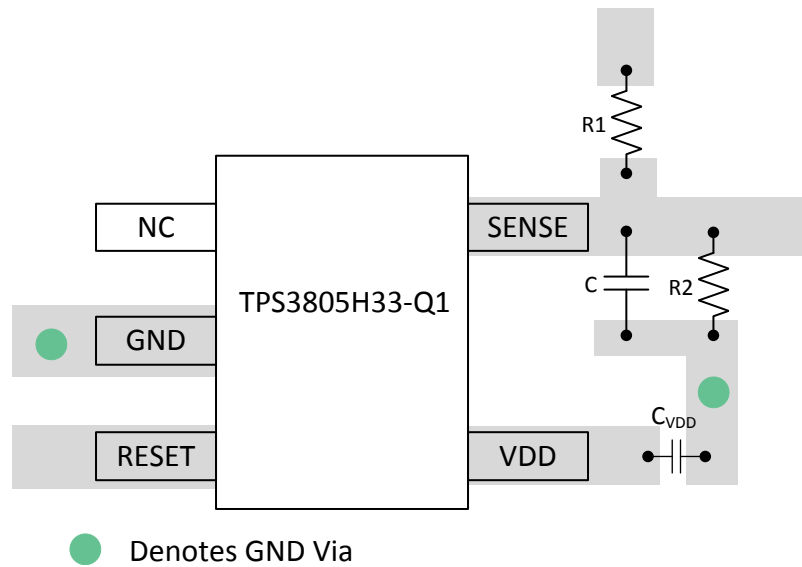 R1
NC
SENSE
TPS3805H33-Q1
C
R2
GND
CVDD
RESET
VDD
Denotes GND Via